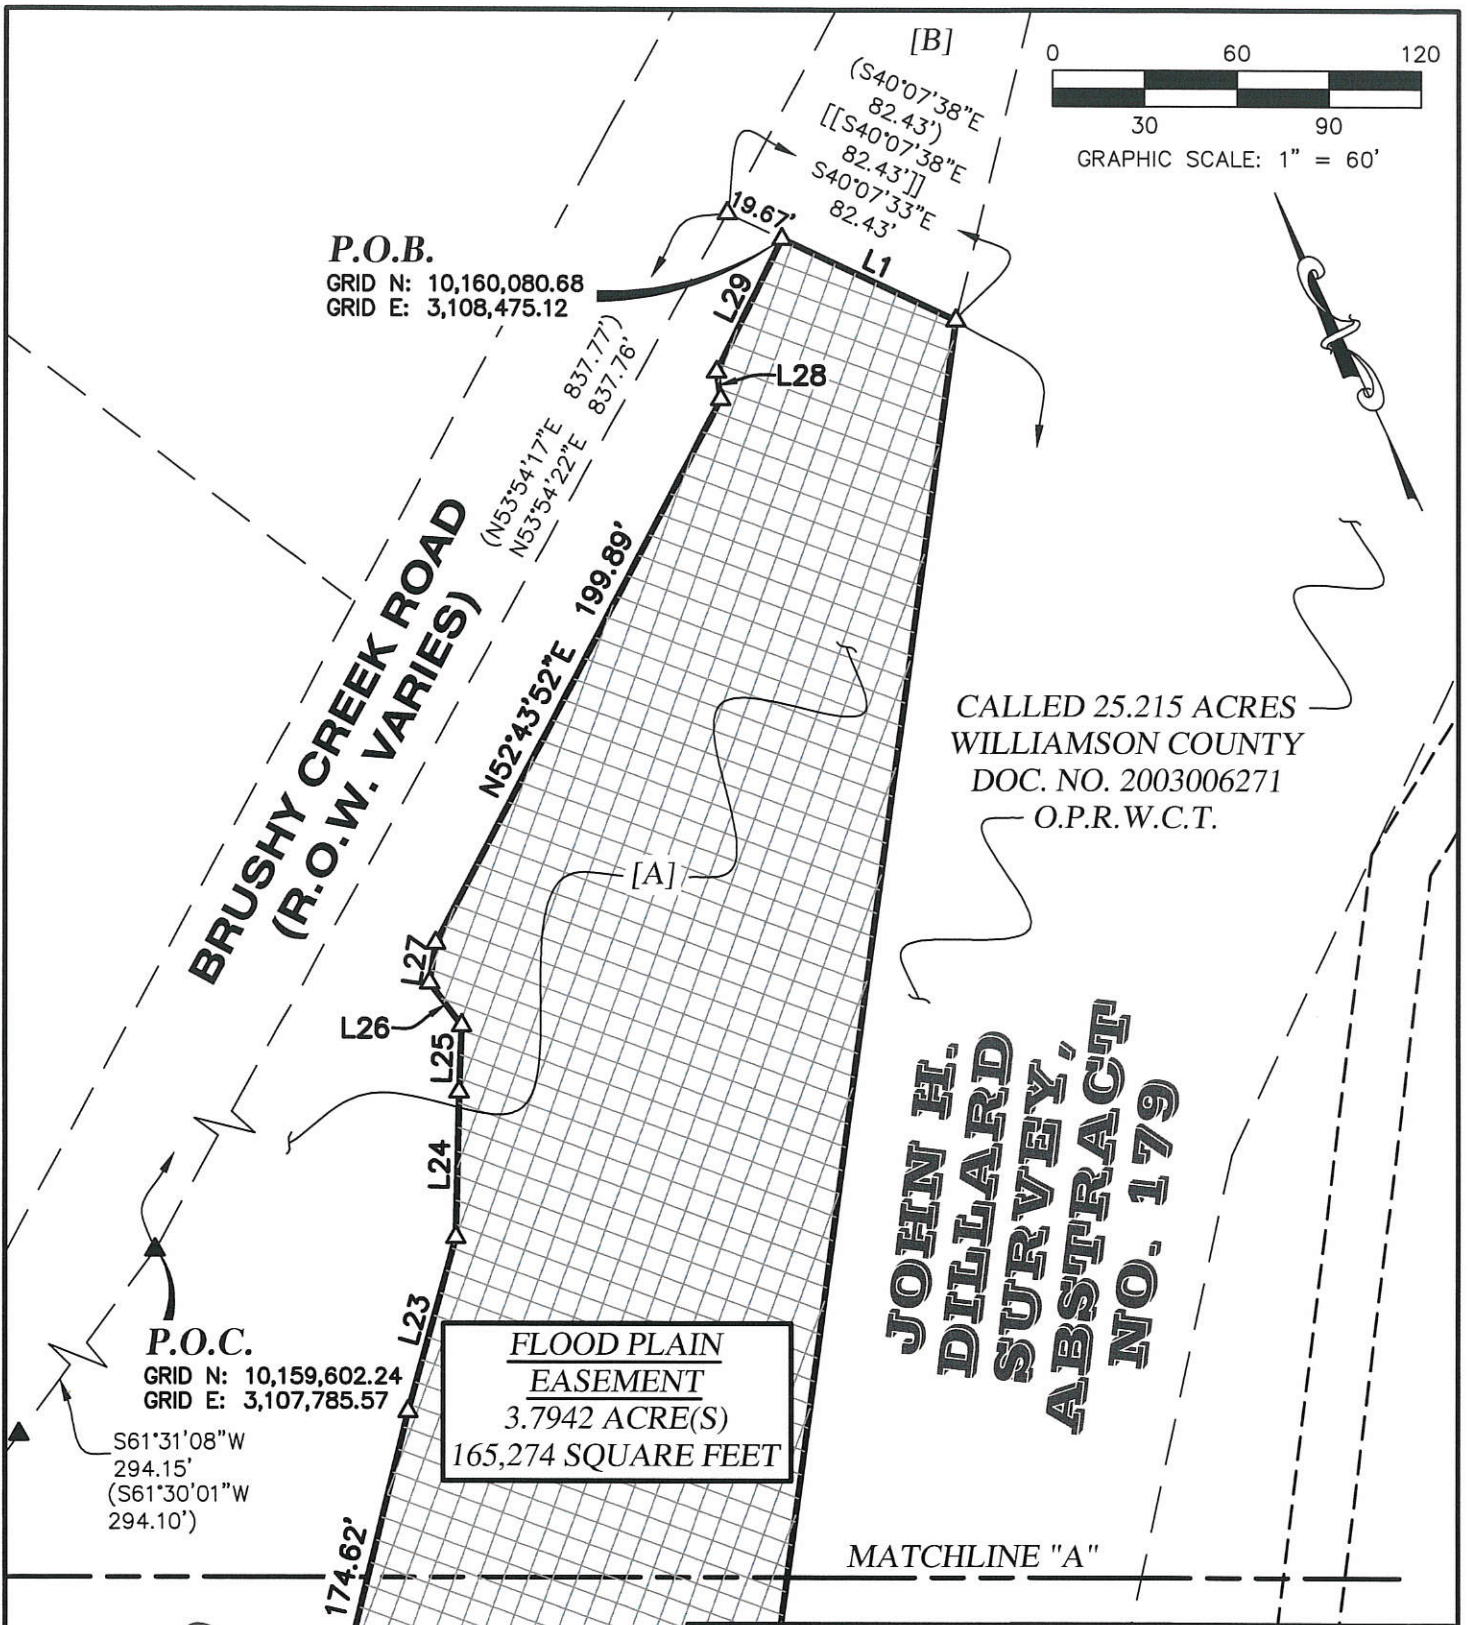 [B]
(S40°07'38"E
82.43')
[[S40°07'38"E
82.43']]
S40°07'33"E
82.43'
0 60 120
30 90
GRAPHIC SCALE: 1" = 60'
19.67'
L1
P.O.B.
GRID N: 10,160,080.68
GRID E: 3,108,475.12
L29
L28
(N53°54'17"E 837.77')
N53°54'22"E 837.76'
BRUSHY CREEK ROAD
(R.O.W. VARIES)
N52°43'52"E 199.89'
CALLED 25.215 ACRES
WILLIAMSON COUNTY
DOC. NO. 2003006271
O.P.R.W.C.T.
[A]
L27
L26
L25
L24
L23
JOHN H.
DILLARD
SURVEY,
ABSTRACT
NO. 179
P.O.C.
GRID N: 10,159,602.24
GRID E: 3,107,785.57
S61°31'08"W
294.15'
(S61°30'01"W
294.10')
FLOOD PLAIN
EASEMENT
3.7942 ACRE(S)
165,274 SQUARE FEET
174.62'
MATCHLINE "A"